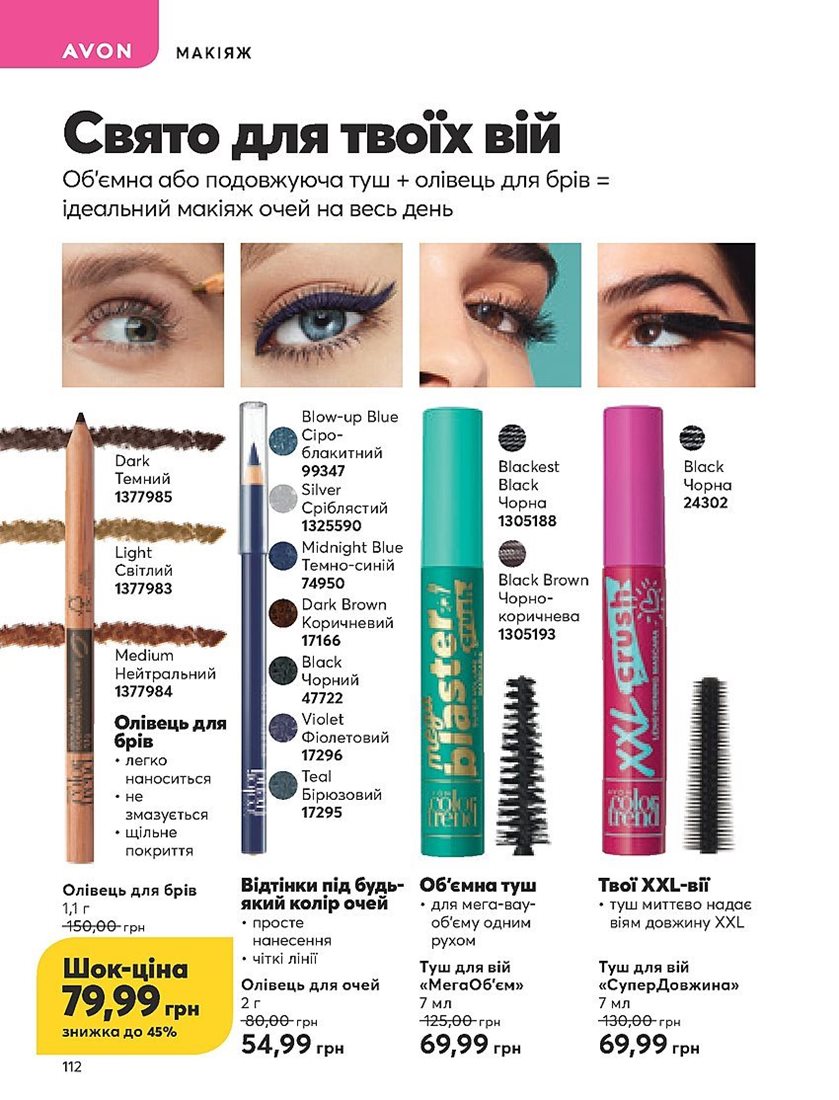 AVON
МАКІЯЖ
Свято для твоїх вій
Об'ємна або подовжуюча туш + олівець для брів =
ідеальний макіяж очей на весь день
Dark
Темний
1377985
Light
Світлий
1377983
Medium
Нейтральний
1377984
Олівець для
брів
• легко
наноситься
• не
змазується
• щільне
покриття
Олівець для брів
1,1 г
150,00 грн
Шок-ціна
79,99 грн
знижка до 45%
Blow-up Blue
Сіро-
блакитний
99347
Silver
Сріблястий
1325590
Midnight Blue
Темно-синій
74950
Dark Brown
Коричневий
17166
Black
Чорний
47722
Violet
Фіолетовий
17296
Teal
Бірюзовий
17295
color
trend
color
trend
Відтінки під будь-
який колір очей
• просте
нанесення
• чіткі лінії
Олівець для очей
2 г
80,00 грн
54,99 грн
Blackest
Black
Чорна
1305188
Black Brown
Чорно-
коричнева
1305193
mega
blaster
crush
AVON
color
trend
Об'ємна туш
• для мега-вау-
об'єму одним
рухом
Туш для вій
«МегаОб'єм»
7 мл
125,00 грн
69,99 грн
Black
Чорна
24302
XXL
crush
LENGTHENING MASCARA
AVON
color
trend
Твої XXL-вії
• туш миттєво надає
віям довжину XXL
Туш для вій
«СуперДовжина»
7 мл
130,00 грн
69,99 грн
112